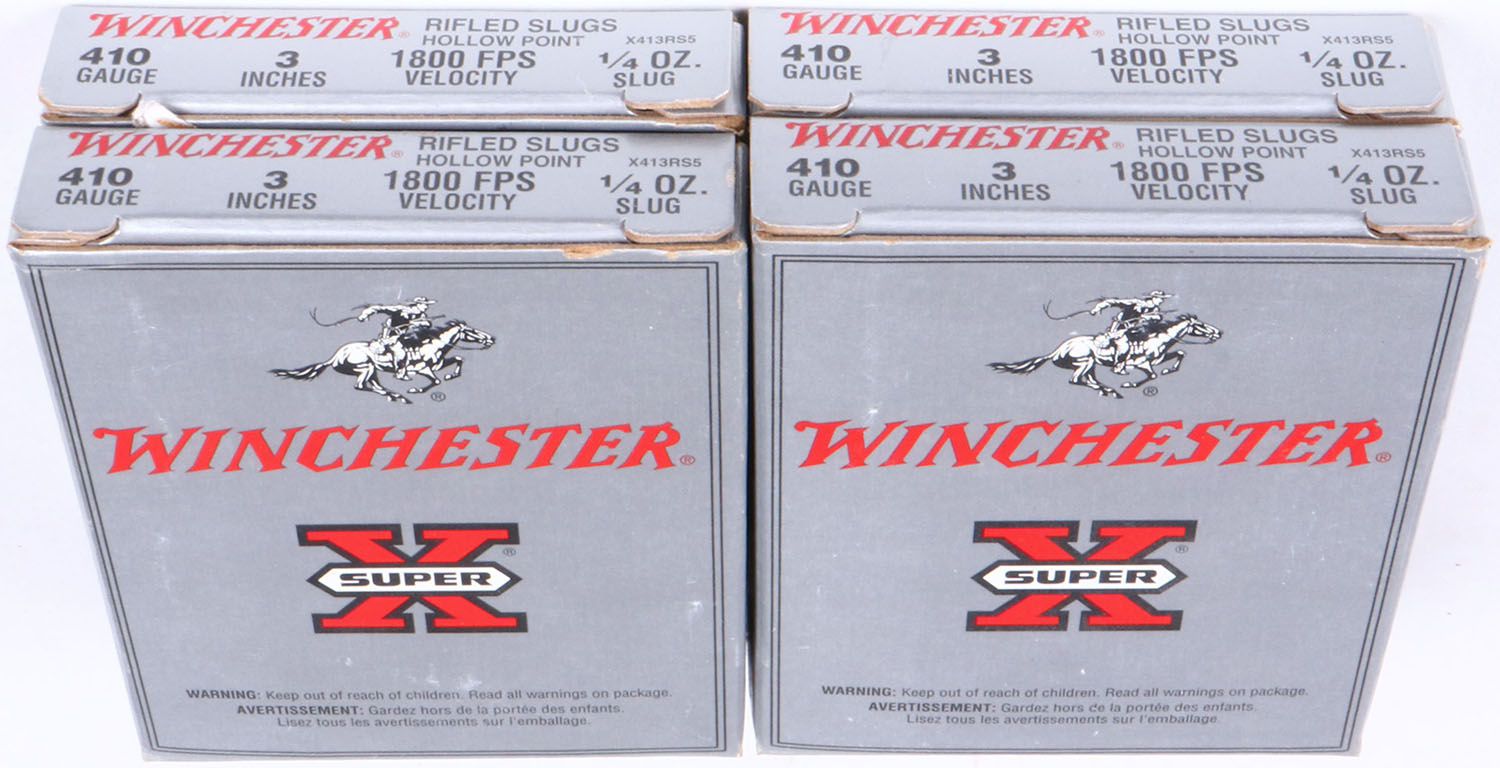 WINCHESTER® RIFLED SLUGS
HOLLOW POINT X413RS5
410 3 1800 FPS 1/4 OZ.
GAUGE INCHES VELOCITY SLUG
WINCHESTER® RIFLED SLUGS
HOLLOW POINT X413RS5
410 3 1800 FPS 1/4 OZ.
GAUGE INCHES VELOCITY SLUG
WINCHESTER® RIFLED SLUGS
HOLLOW POINT X413RS5
410 3 1800 FPS 1/4 OZ.
GAUGE INCHES VELOCITY SLUG
®
WINCHESTER®
X®
SUPER
WARNING: Keep out of reach of children. Read all warnings on package.
AVERTISSEMENT: Gardez hors de la portée des enfants.
Lisez tous les avertissements sur l'emballage.
WINCHESTER® RIFLED SLUGS
HOLLOW POINT X413RS5
410 3 1800 FPS 1/4 OZ.
GAUGE INCHES VELOCITY SLUG
®
WINCHESTER®
X®
SUPER
WARNING: Keep out of reach of children. Read all warnings on package.
AVERTISSEMENT: Gardez hors de la portée des enfants.
Lisez tous les avertissements sur l'emballage.